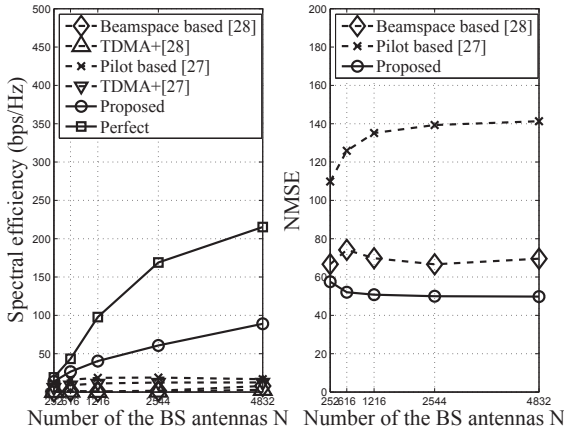 Spectral efficiency (bps/Hz)
500
450
400
350
300
250
200
150
100
50
Beamspace based [28]
TDMA+[28]
Pilot based [27]
TDMA+[27]
Proposed
Perfect
252
616
1216
2544
4832
Number of the BS antennas N
NMSE
200
180
160
140
120
100
80
60
40
20
0
Beamspace based [28]
Pilot based [27]
Proposed
252
616
1216
2544
4832
Number of the BS antennas N